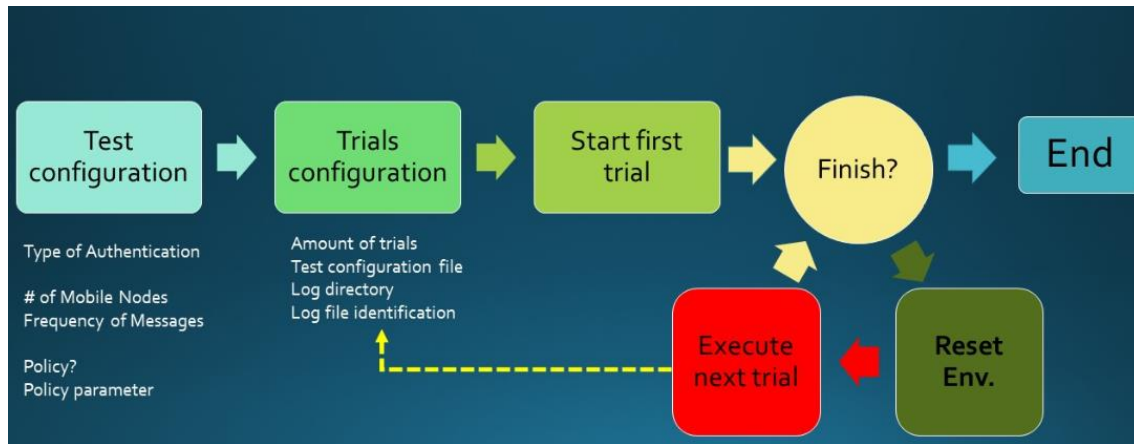 Test
configuration
Trials
configuration
Start first
trial
Finish?
End
Type of Authentication
# of Mobile Nodes
Frequency of Messages
Policy?
Policy parameter
Amount of trials
Test configuration file
Log directory
Log file identification
Execute
next trial
Reset
Env.